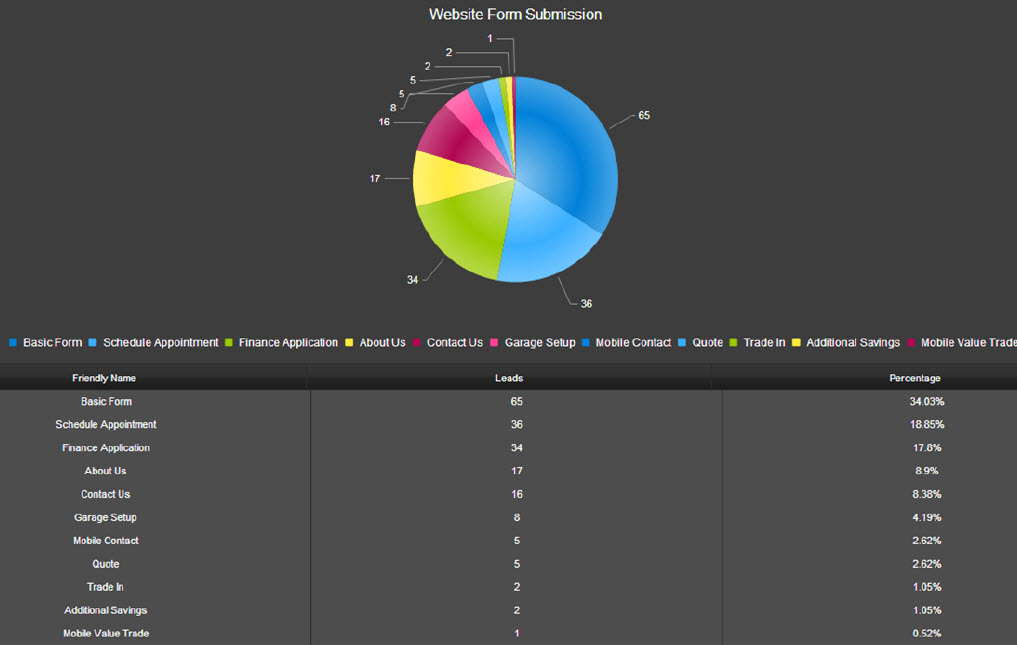 Website Form Submission
1
2
2
5
5
8
16
65
17
34
36
Basic Form Schedule Appointment Finance Application About Us Contact Us Garage Setup Mobile Contact Quote Trade In Additional Savings Mobile Value Trade
Friendly Name Leads Percentage
Basic Form 65 34.03%
Schedule Appointment 36 18.85%
Finance Application 34 17.8%
About Us 17 8.9%
Contact Us 16 8.38%
Garage Setup 8 4.19%
Mobile Contact 5 2.62%
Quote 5 2.62%
Trade In 2 1.05%
Additional Savings 2 1.05%
Mobile Value Trade 1 0.52%